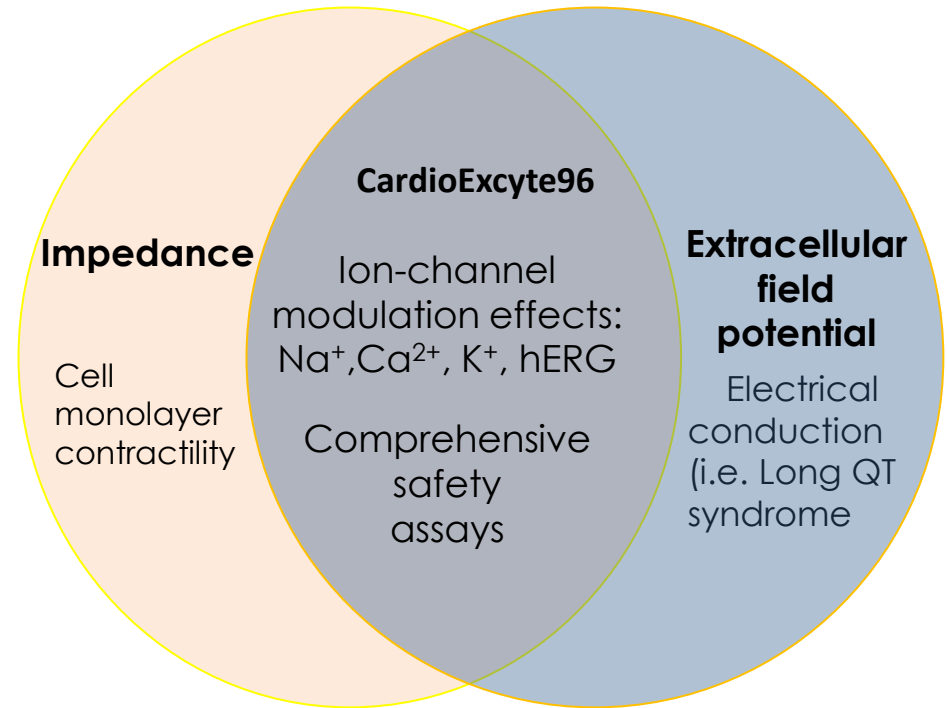 Impedance
Cell
monolayer
contractility
CardioExcyte96
Ion-channel
modulation effects:
Na⁺,Ca²⁺, K⁺, hERG
Comprehensive
safety
assays
Extracellular
field
potential
Electrical
conduction
(i.e. Long QT
syndrome